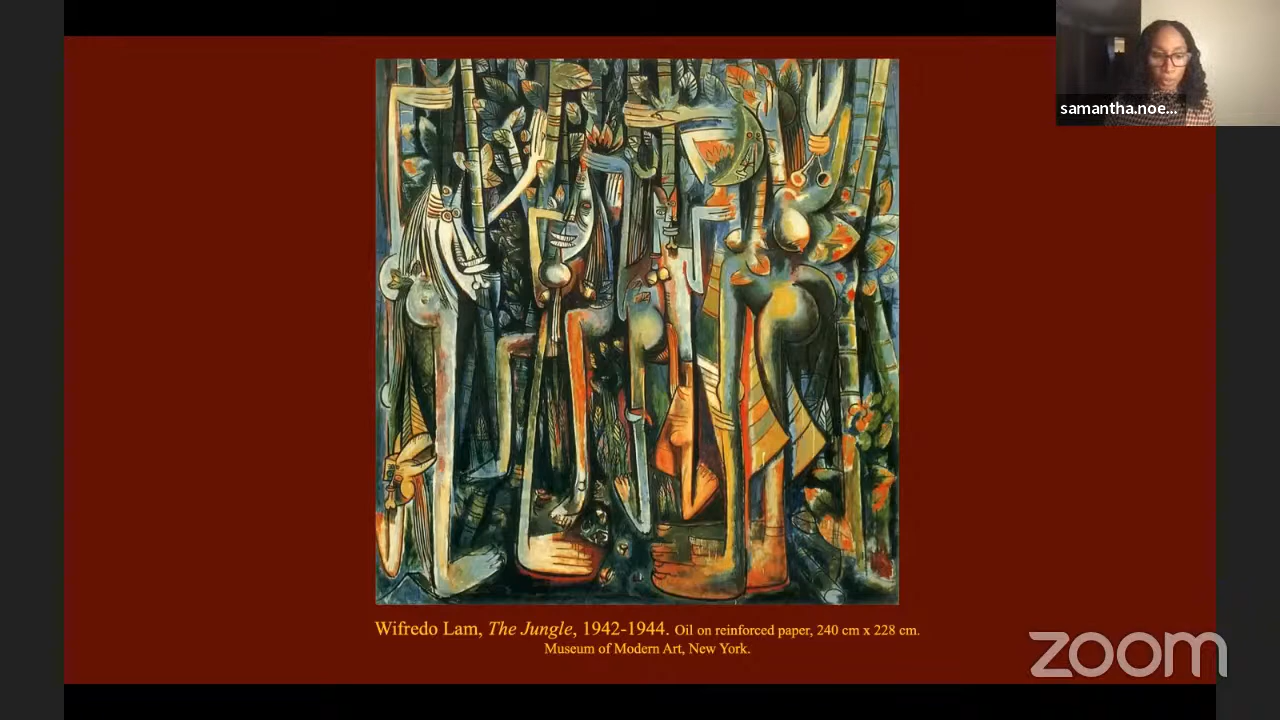 samantha.noe...
Wifredo Lam, The Jungle, 1942-1944. Oil on reinforced paper, 240 cm x 228 cm.
Museum of Modern Art, New York.
zoom